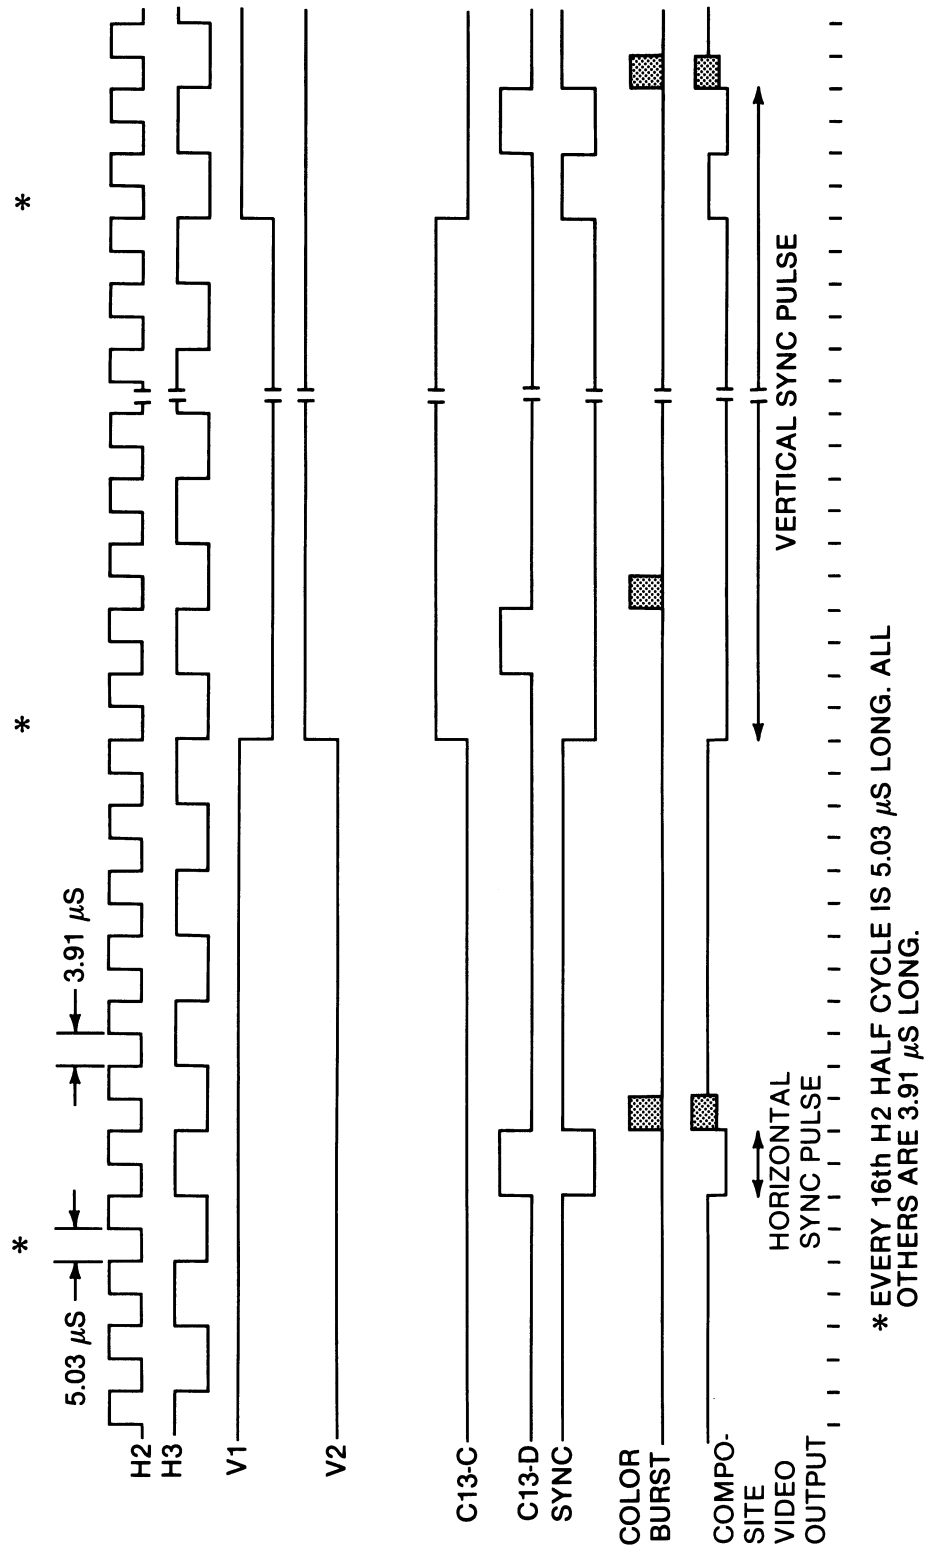 *
*
*
5.03 μS
3.91 μS
H2
H3
V1
V2
C13-C
C13-D
SYNC
COLOR
BURST
COMPO-
SITE
VIDEO
OUTPUT
HORIZONTAL
SYNC PULSE
VERTICAL SYNC PULSE
* EVERY 16th H2 HALF CYCLE IS 5.03 μS LONG. ALL
OTHERS ARE 3.91 μS LONG.